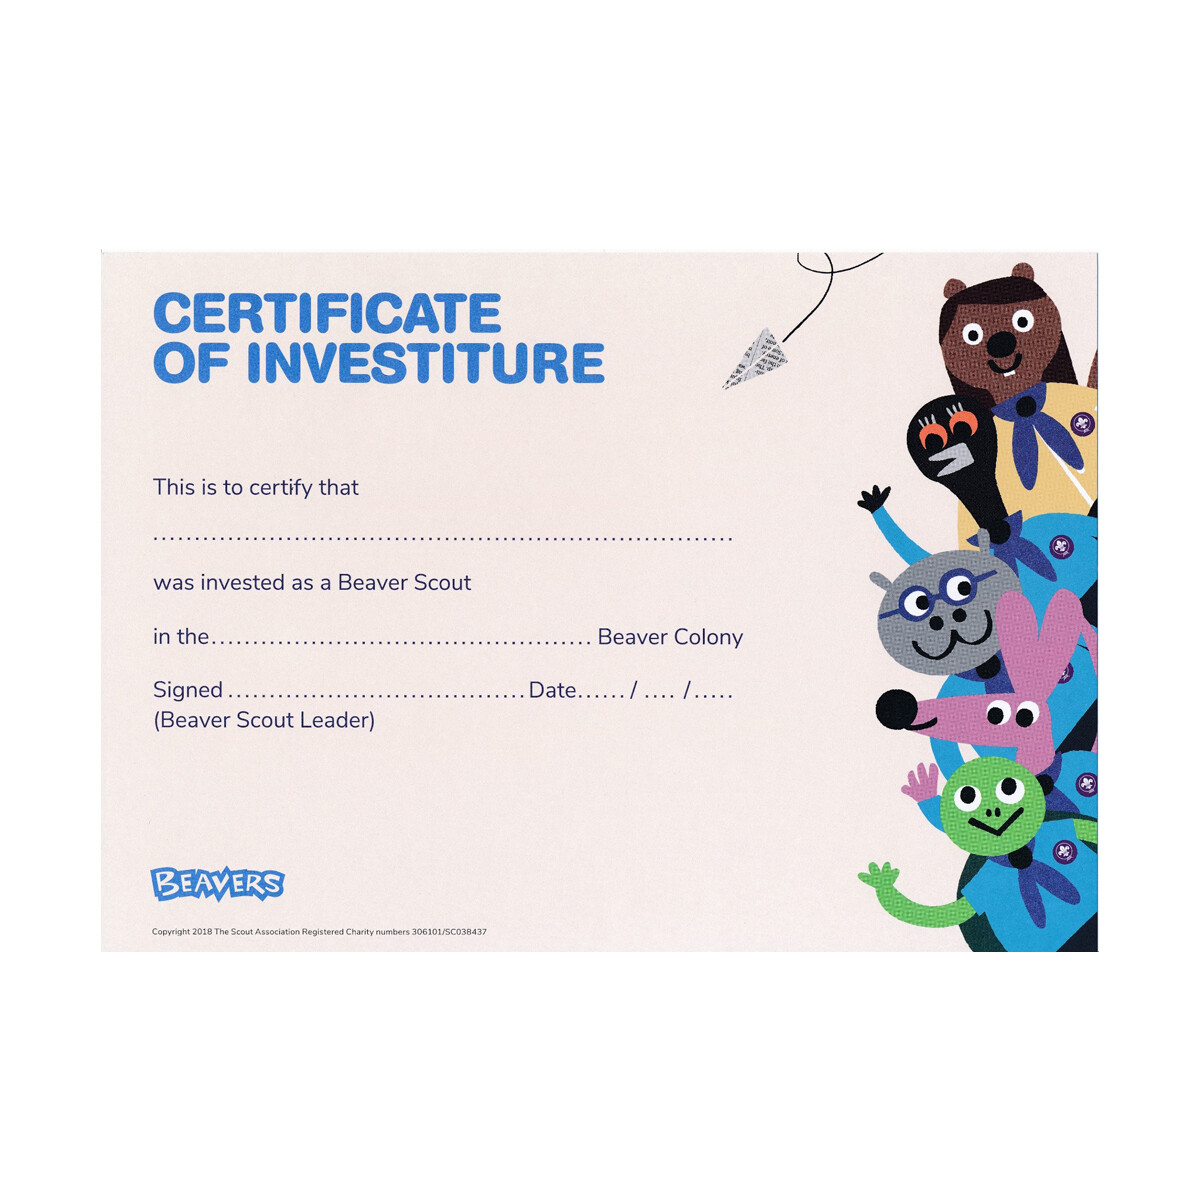 CERTIFICATE
OF INVESTITURE
This is to certify that
......................................................................
was invested as a Beaver Scout
in the.............................................. Beaver Colony
Signed....................................Date....../ .... /.....
(Beaver Scout Leader)
BEAVERS
Copyright 2018 The Scout Association Registered Charity numbers 306101/SC038437